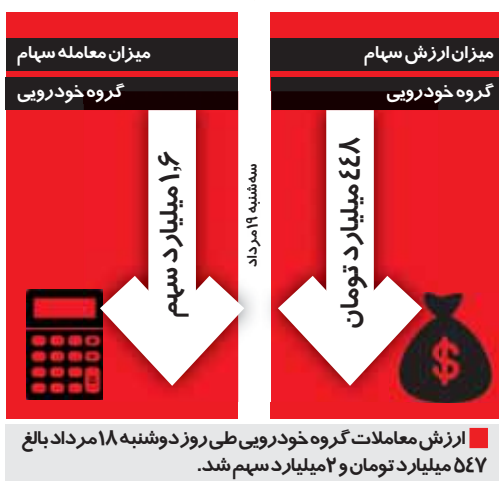 میزان ارزش سهام
گروه خودرویی
۴۴۸ میلیارد تومان
$
سه‌شنبه ۱۹ مرداد
میزان معامله سهام
گروه خودرویی
۱,۶ میلیارد سهم
ارزش معاملات گروه خودرویی طی روز دوشنبه ۱۸ مرداد بالغ
۵۴۷ میلیارد تومان و ۲ میلیارد سهم شد.